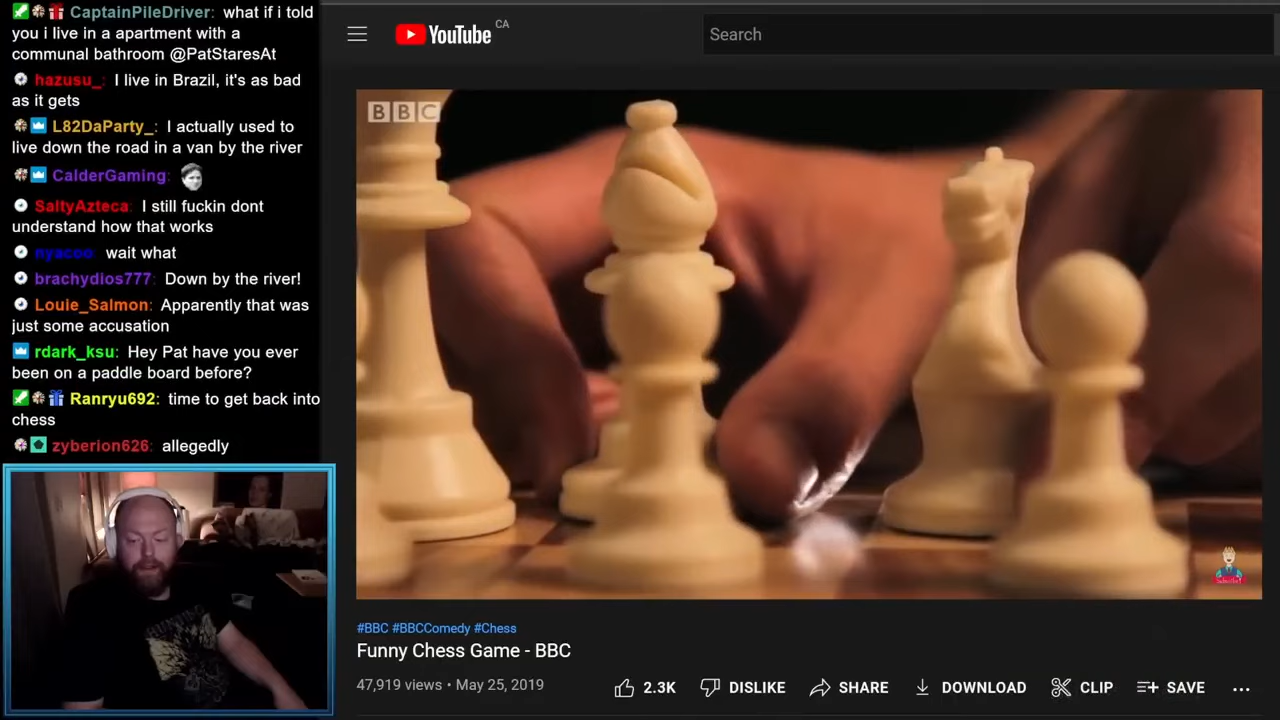 CaptainPileDriver: what if i told
you i live in a apartment with a
communal bathroom @PatStaresAt
hazusu_: I live in Brazil, it's as bad
as it gets
L82DaParty_: I actually used to
live down the road in a van by the river
CalderGaming:
SaltyAzteca: I still fuckin dont
understand how that works
nyacoo wait what
brachydios777: Down by the river!
Louie_Salmon: Apparently that was
just some accusation
rdark_ksu: Hey Pat have you ever
been on a paddle board before?
Ranryu692: time to get back into
chess
zyberion626: allegedly
YouTube CA
Search
BBC
#BBC #BBCComedy #Chess
Funny Chess Game - BBC
47,919 views • May 25, 2019
2.3K DISLIKE SHARE DOWNLOAD CLIP SAVE ...